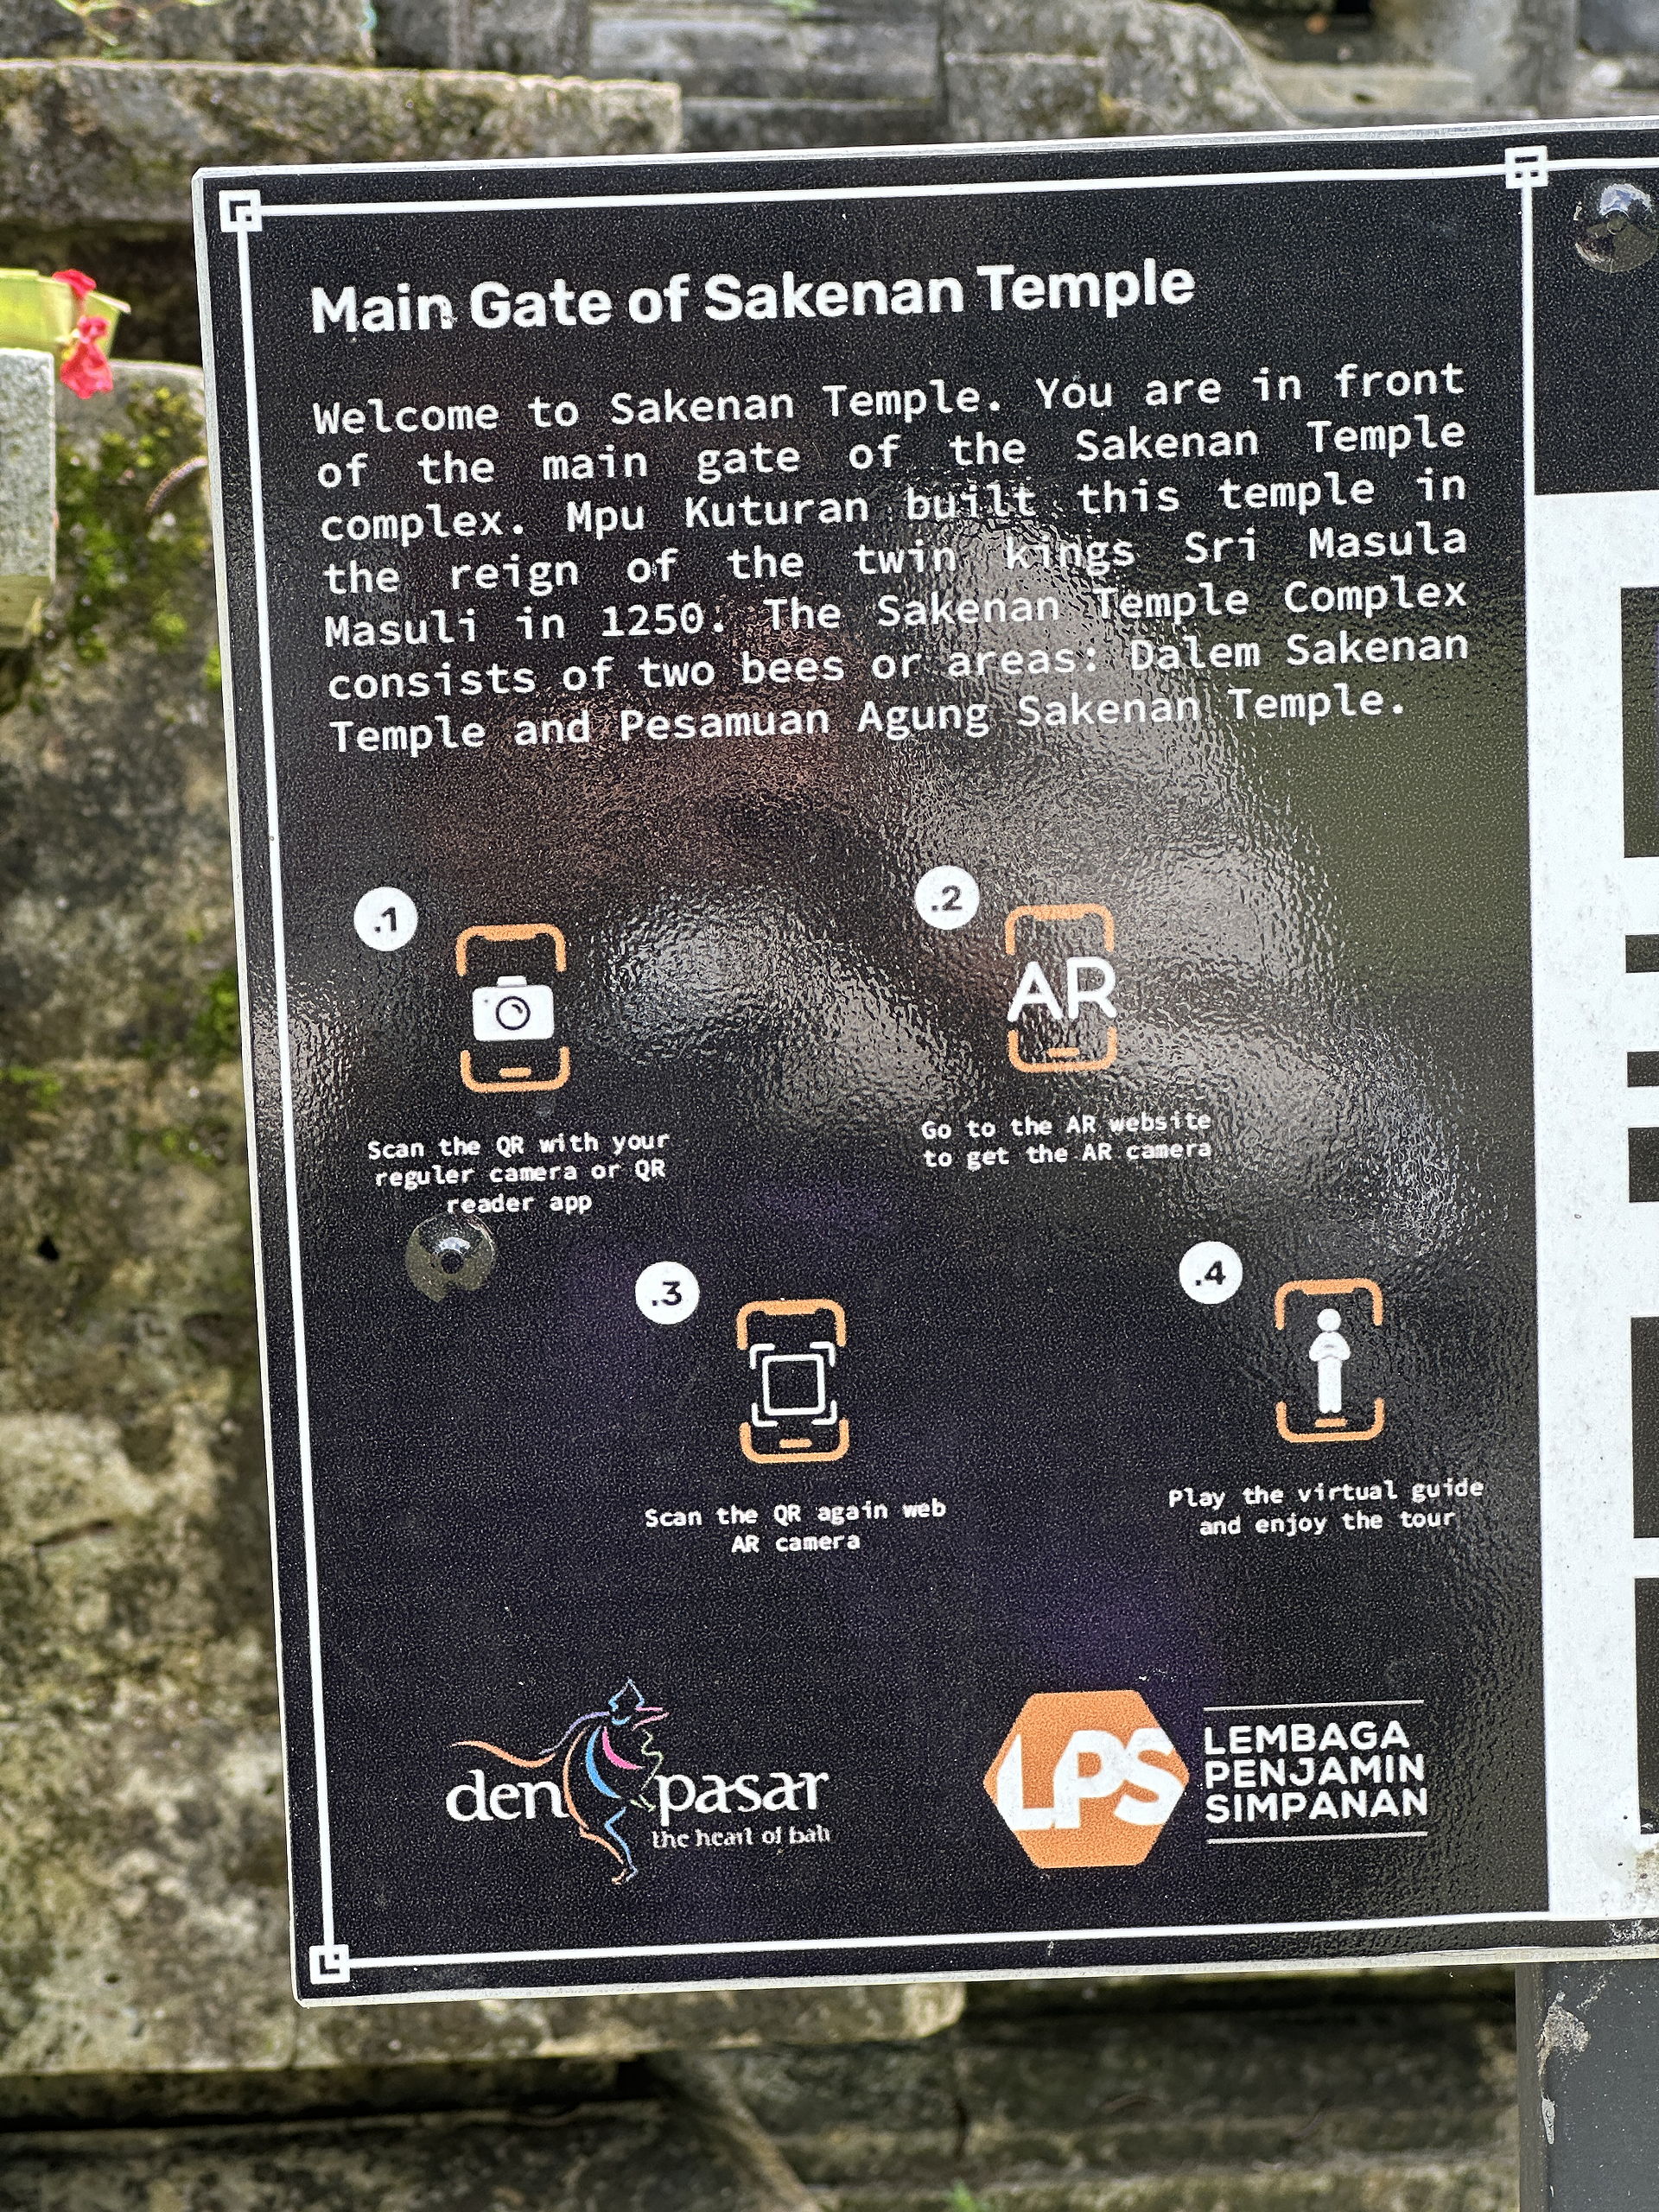 Main Gate of Sakenan Temple
Welcome to Sakenan Temple. You are in front
of the main gate of the Sakenan Temple
complex. Mpu Kuturan built this temple in
the reign of the twin kings Sri Masula
Masuli in 1250. The Sakenan Temple Complex
consists of two bees or areas: Dalem Sakenan
Temple and Pesamuan Agung Sakenan Temple.
.1
Scan the QR with your
reguler camera or QR
reader app
.2
AR
Go to the AR website
to get the AR camera
.3
Scan the QR again web
AR camera
.4
Play the virtual guide
and enjoy the tour
denpasar
the heart of bali
LPS
LEMBAGA
PENJAMIN
SIMPANAN